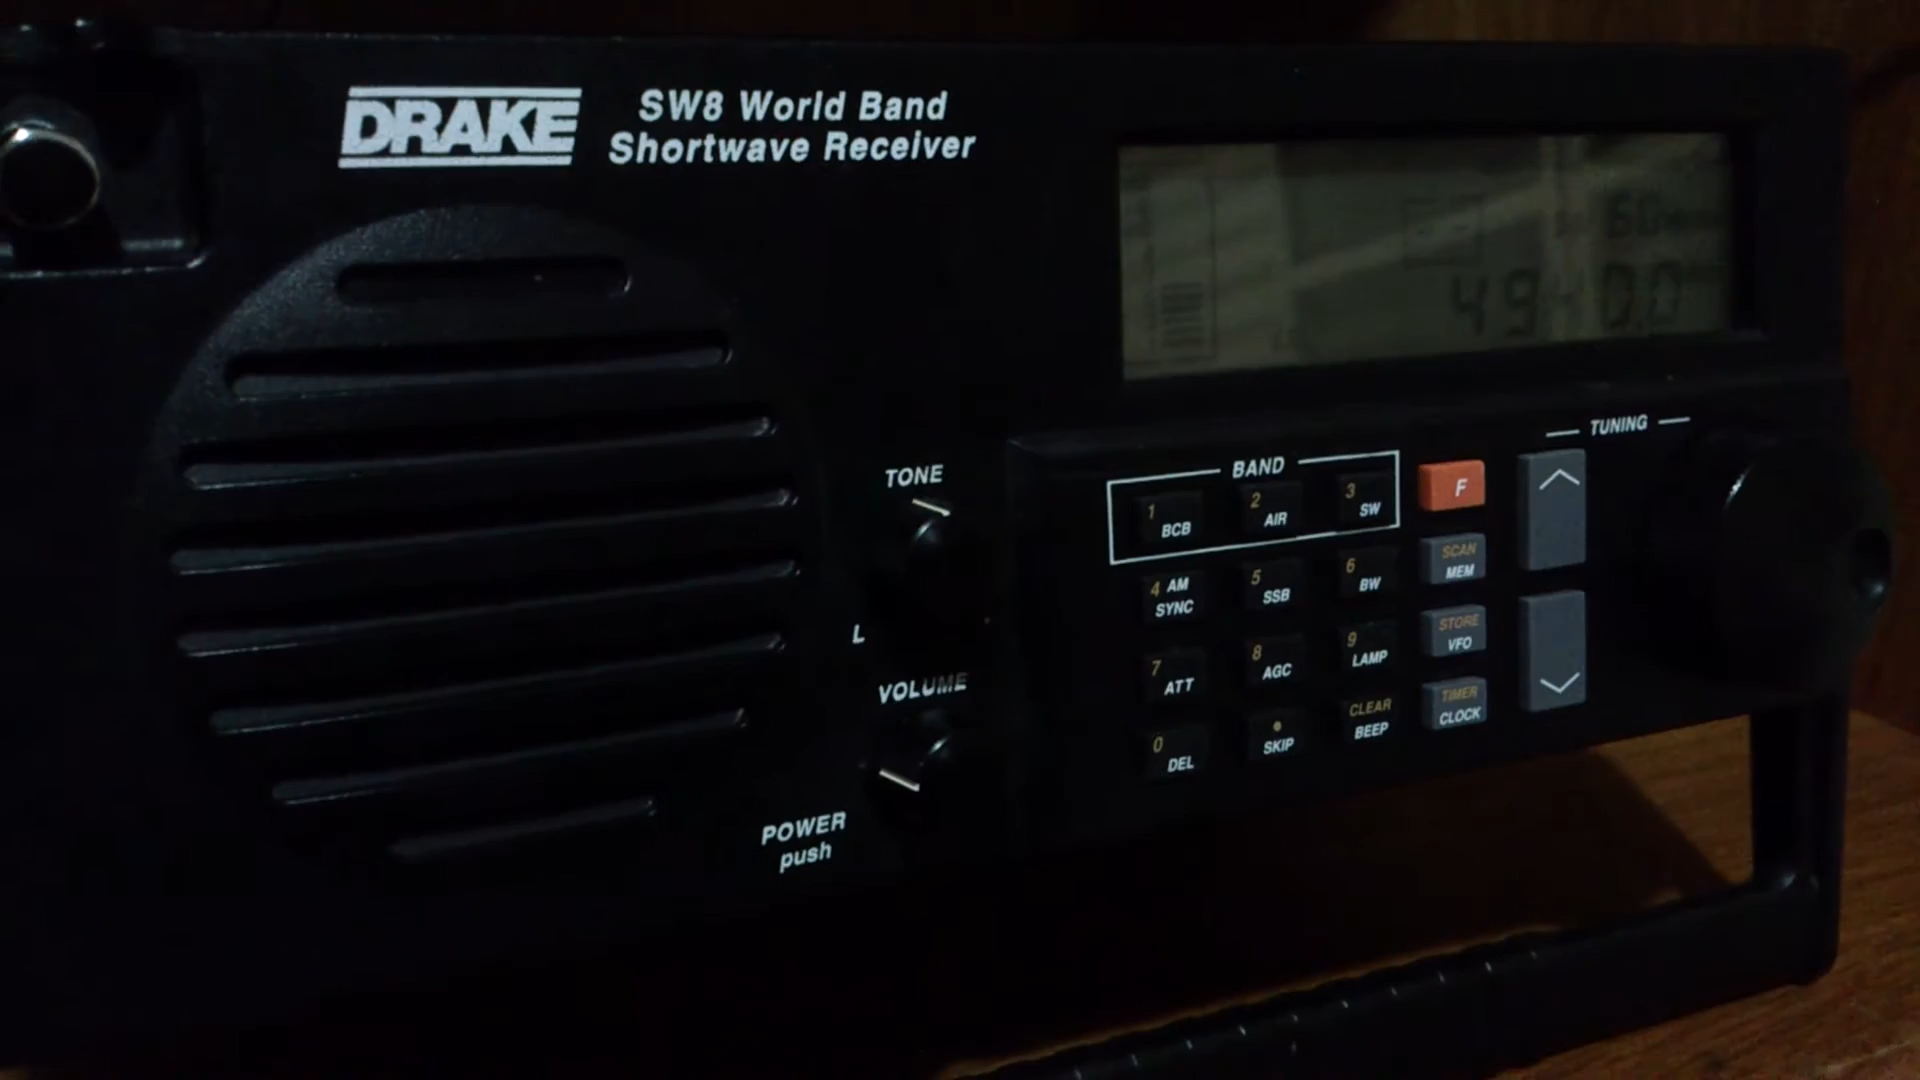 DRAKE
SW8 World Band
Shortwave Receiver
60
TUNING
BAND
1 BCB
2 AIR
3 SW
F
TONE
4 AM SYNC
5 SSB
6 BW
SCAN MEM
L
7 ATT
8 AGC
9 LAMP
STORE VFO
VOLUME
0 DEL
• SKIP
CLEAR BEEP
TIMER CLOCK
POWER
push